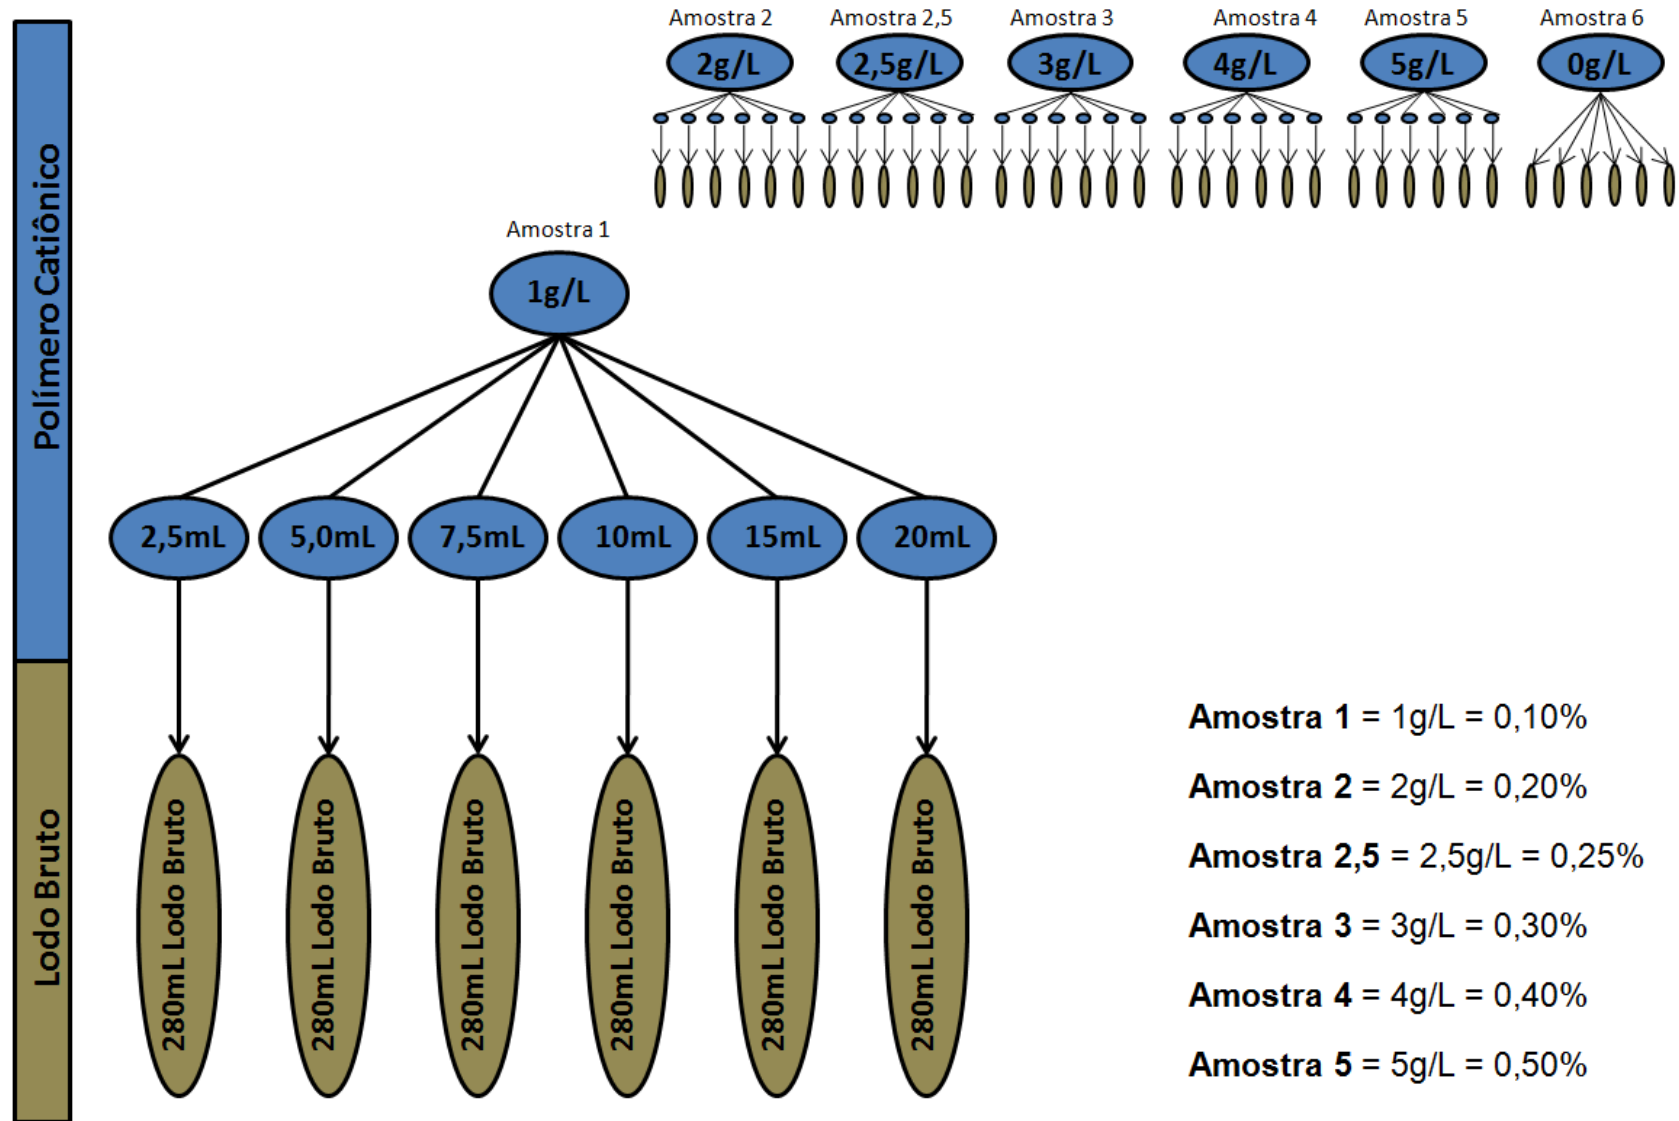 Amostra 2
Amostra 2,5
Amostra 3
Amostra 4
Amostra 5
Amostra 6
2g/L
2,5g/L
3g/L
4g/L
5g/L
0g/L
Polímero Catiônico
Amostra 1
1g/L
2,5mL
5,0mL
7,5mL
10mL
15mL
20mL
Lodo Bruto
280mL Lodo Bruto
280mL Lodo Bruto
280mL Lodo Bruto
280mL Lodo Bruto
280mL Lodo Bruto
280mL Lodo Bruto
Amostra 1 = 1g/L = 0,10%
Amostra 2 = 2g/L = 0,20%
Amostra 2,5 = 2,5g/L = 0,25%
Amostra 3 = 3g/L = 0,30%
Amostra 4 = 4g/L = 0,40%
Amostra 5 = 5g/L = 0,50%